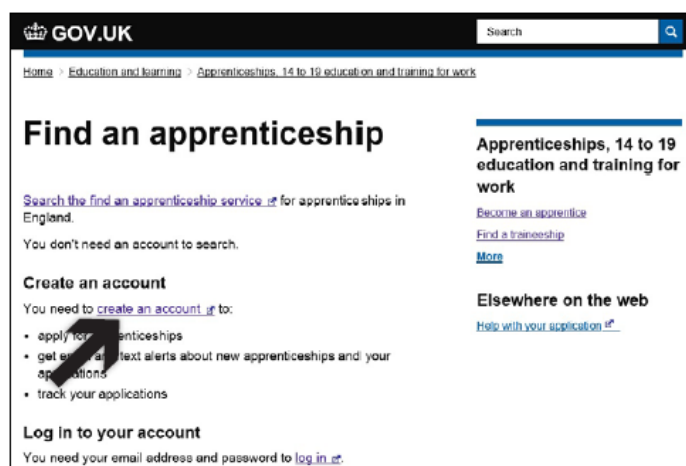 GOV.UK
Search
Home > Education and learning > Apprenticeships, 14 to 19 education and training for work
Find an apprenticeship
Search the find an apprenticeship service for apprenticeships in
England.
You don't need an account to search.
Create an account
You need to create an account to:
• apply for apprenticeships
• get email and text alerts about new apprenticeships and your
applications
• track your applications
Log in to your account
You need your email address and password to log in.
Apprenticeships, 14 to 19
education and training for
work
Become an apprentice
Find a traineeship
More
Elsewhere on the web
Help with your application